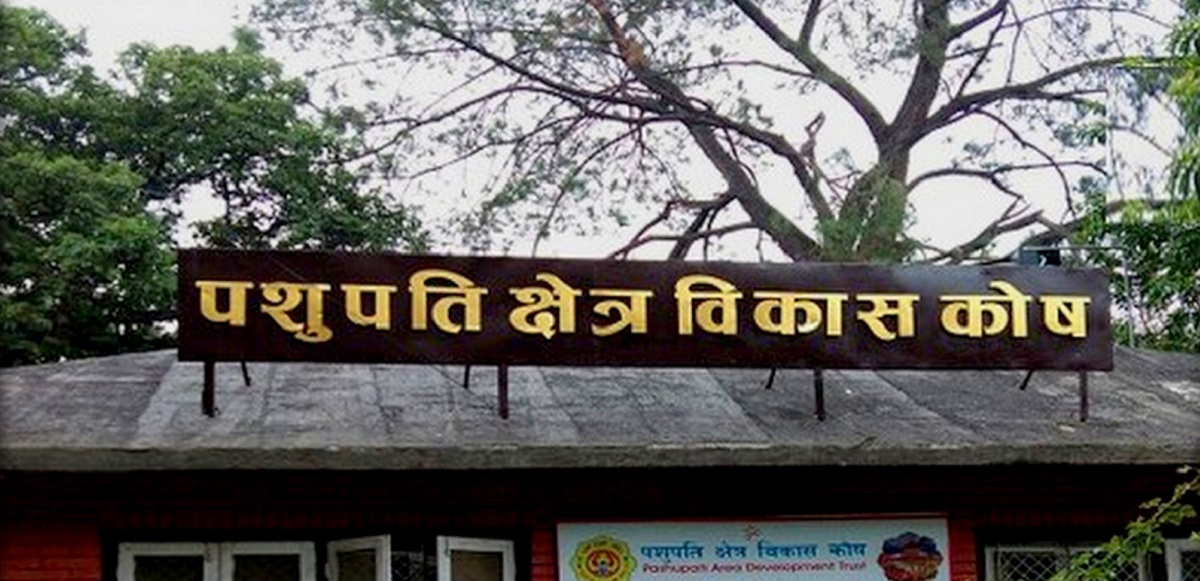 पशुपति क्षेत्र विकास कोष
पशुपति क्षेत्र विकास कोष
Pashupati Area Development Trust